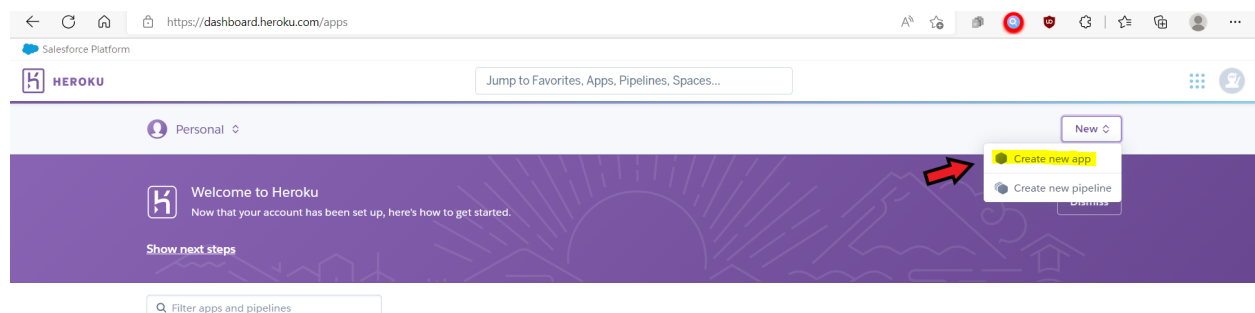 https://dashboard.heroku.com/apps
Salesforce Platform
HEROKU
Jump to Favorites, Apps, Pipelines, Spaces...
Personal
New
Create new app
Create new pipeline
Welcome to Heroku
Now that your account has been set up, here's how to get started.
Dismiss
Show next steps
Filter apps and pipelines